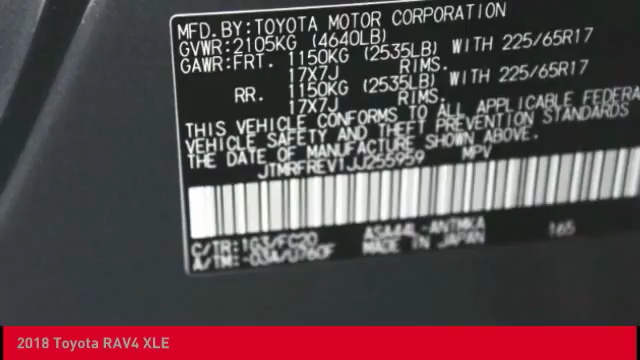 MFD. BY:TOYOTA MOTOR CORPORATION
GVWR:2105KG (4640LB)
GAWR:FRT. 1150KG (2535LB) WITH 225/65R17
17X7J RIMS.
RR. 1150KG (2535LB) WITH 225/65R17
17X7J RIMS.
THIS VEHICLE CONFORMS TO ALL APPLICABLE FEDERA
VEHICLE SAFETY AND THEFT PREVENTION STANDARDS
THE DATE OF MANUFACTURE SHOWN ABOVE.
JTMRFREV1JJ255959 MPV
C/TR:1G3/FC20 ASA44L-ANTMKA 165
A/TM:-03A/U760F MADE IN JAPAN
2018 Toyota RAV4 XLE